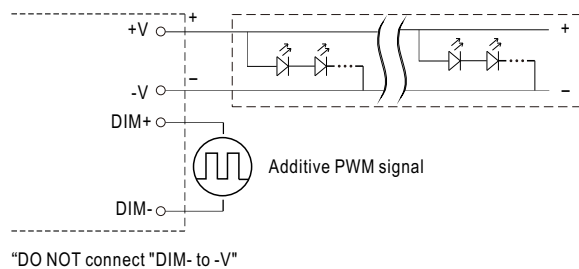 +V + +
-V − −
DIM+
Additive PWM signal
DIM-
“DO NOT connect "DIM- to -V"